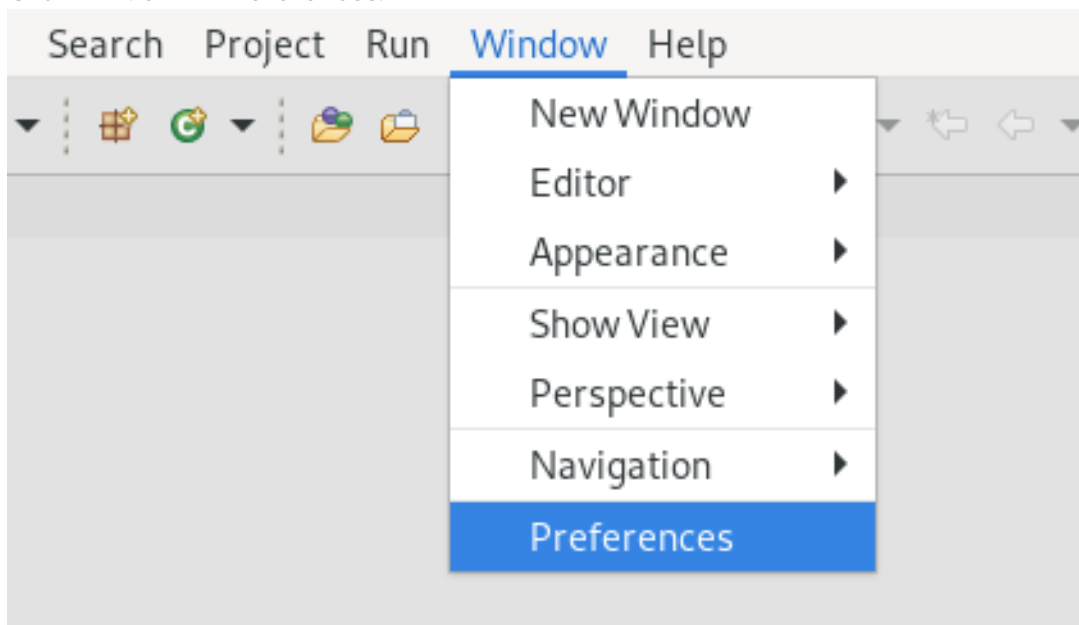 Search Project Run Window Help
New Window
Editor
Appearance
Show View
Perspective
Navigation
Preferences